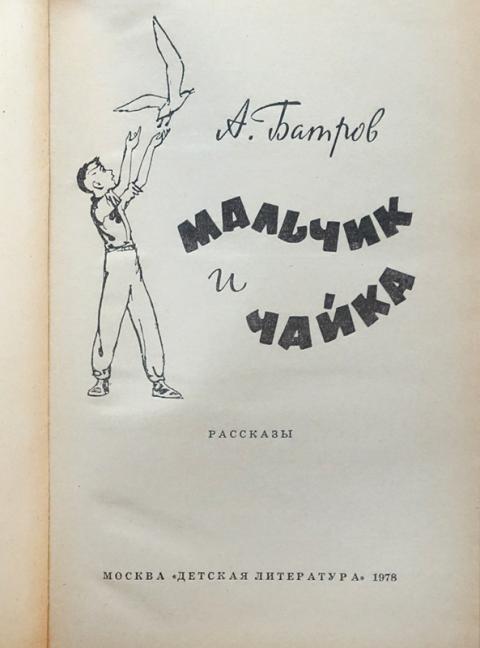 А. Батров
МАЛЬЧИК
и
ЧАЙКА
РАССКАЗЫ
МОСКВА «ДЕТСКАЯ ЛИТЕРАТУРА» 1978